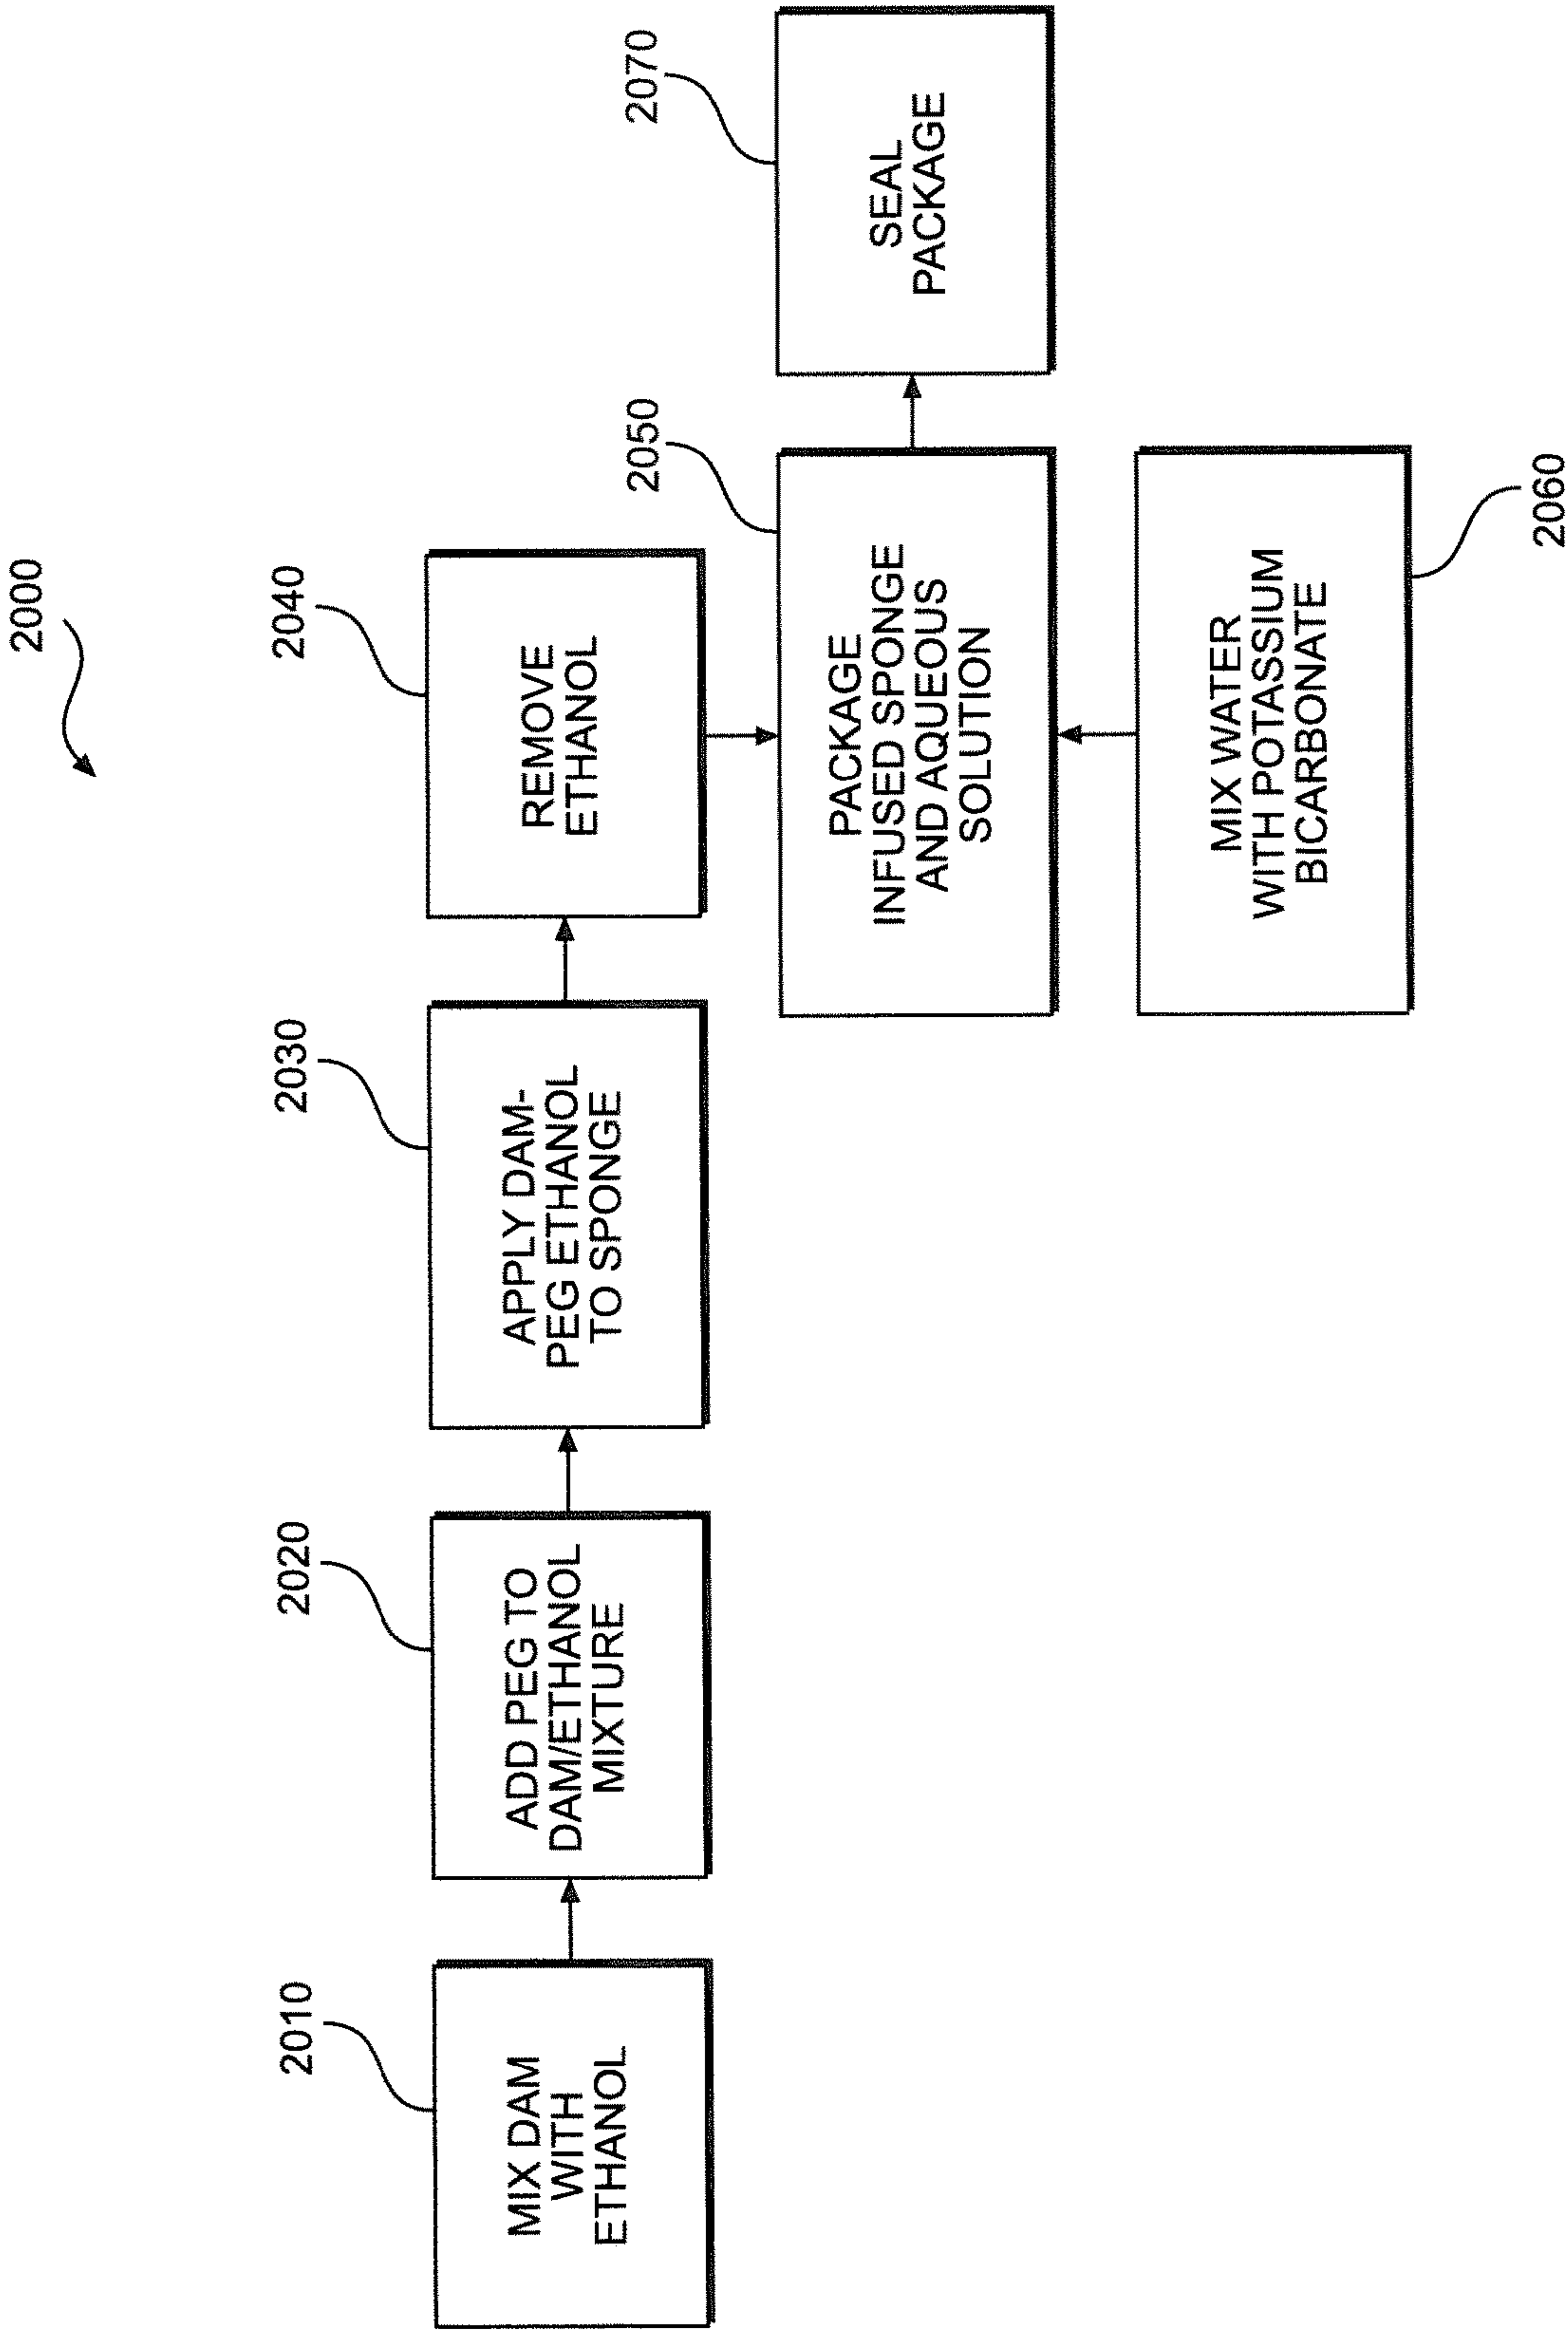 2000
2010
MIX DAM
WITH
ETHANOL
2020
ADD PEG TO
DAM/ETHANOL
MIXTURE
2030
APPLY DAM-
PEG ETHANOL
TO SPONGE
2040
REMOVE
ETHANOL
2050
PACKAGE
INFUSED SPONGE
AND AQUEOUS
SOLUTION
2060
MIX WATER
WITH POTASSIUM
BICARBONATE
2070
SEAL
PACKAGE